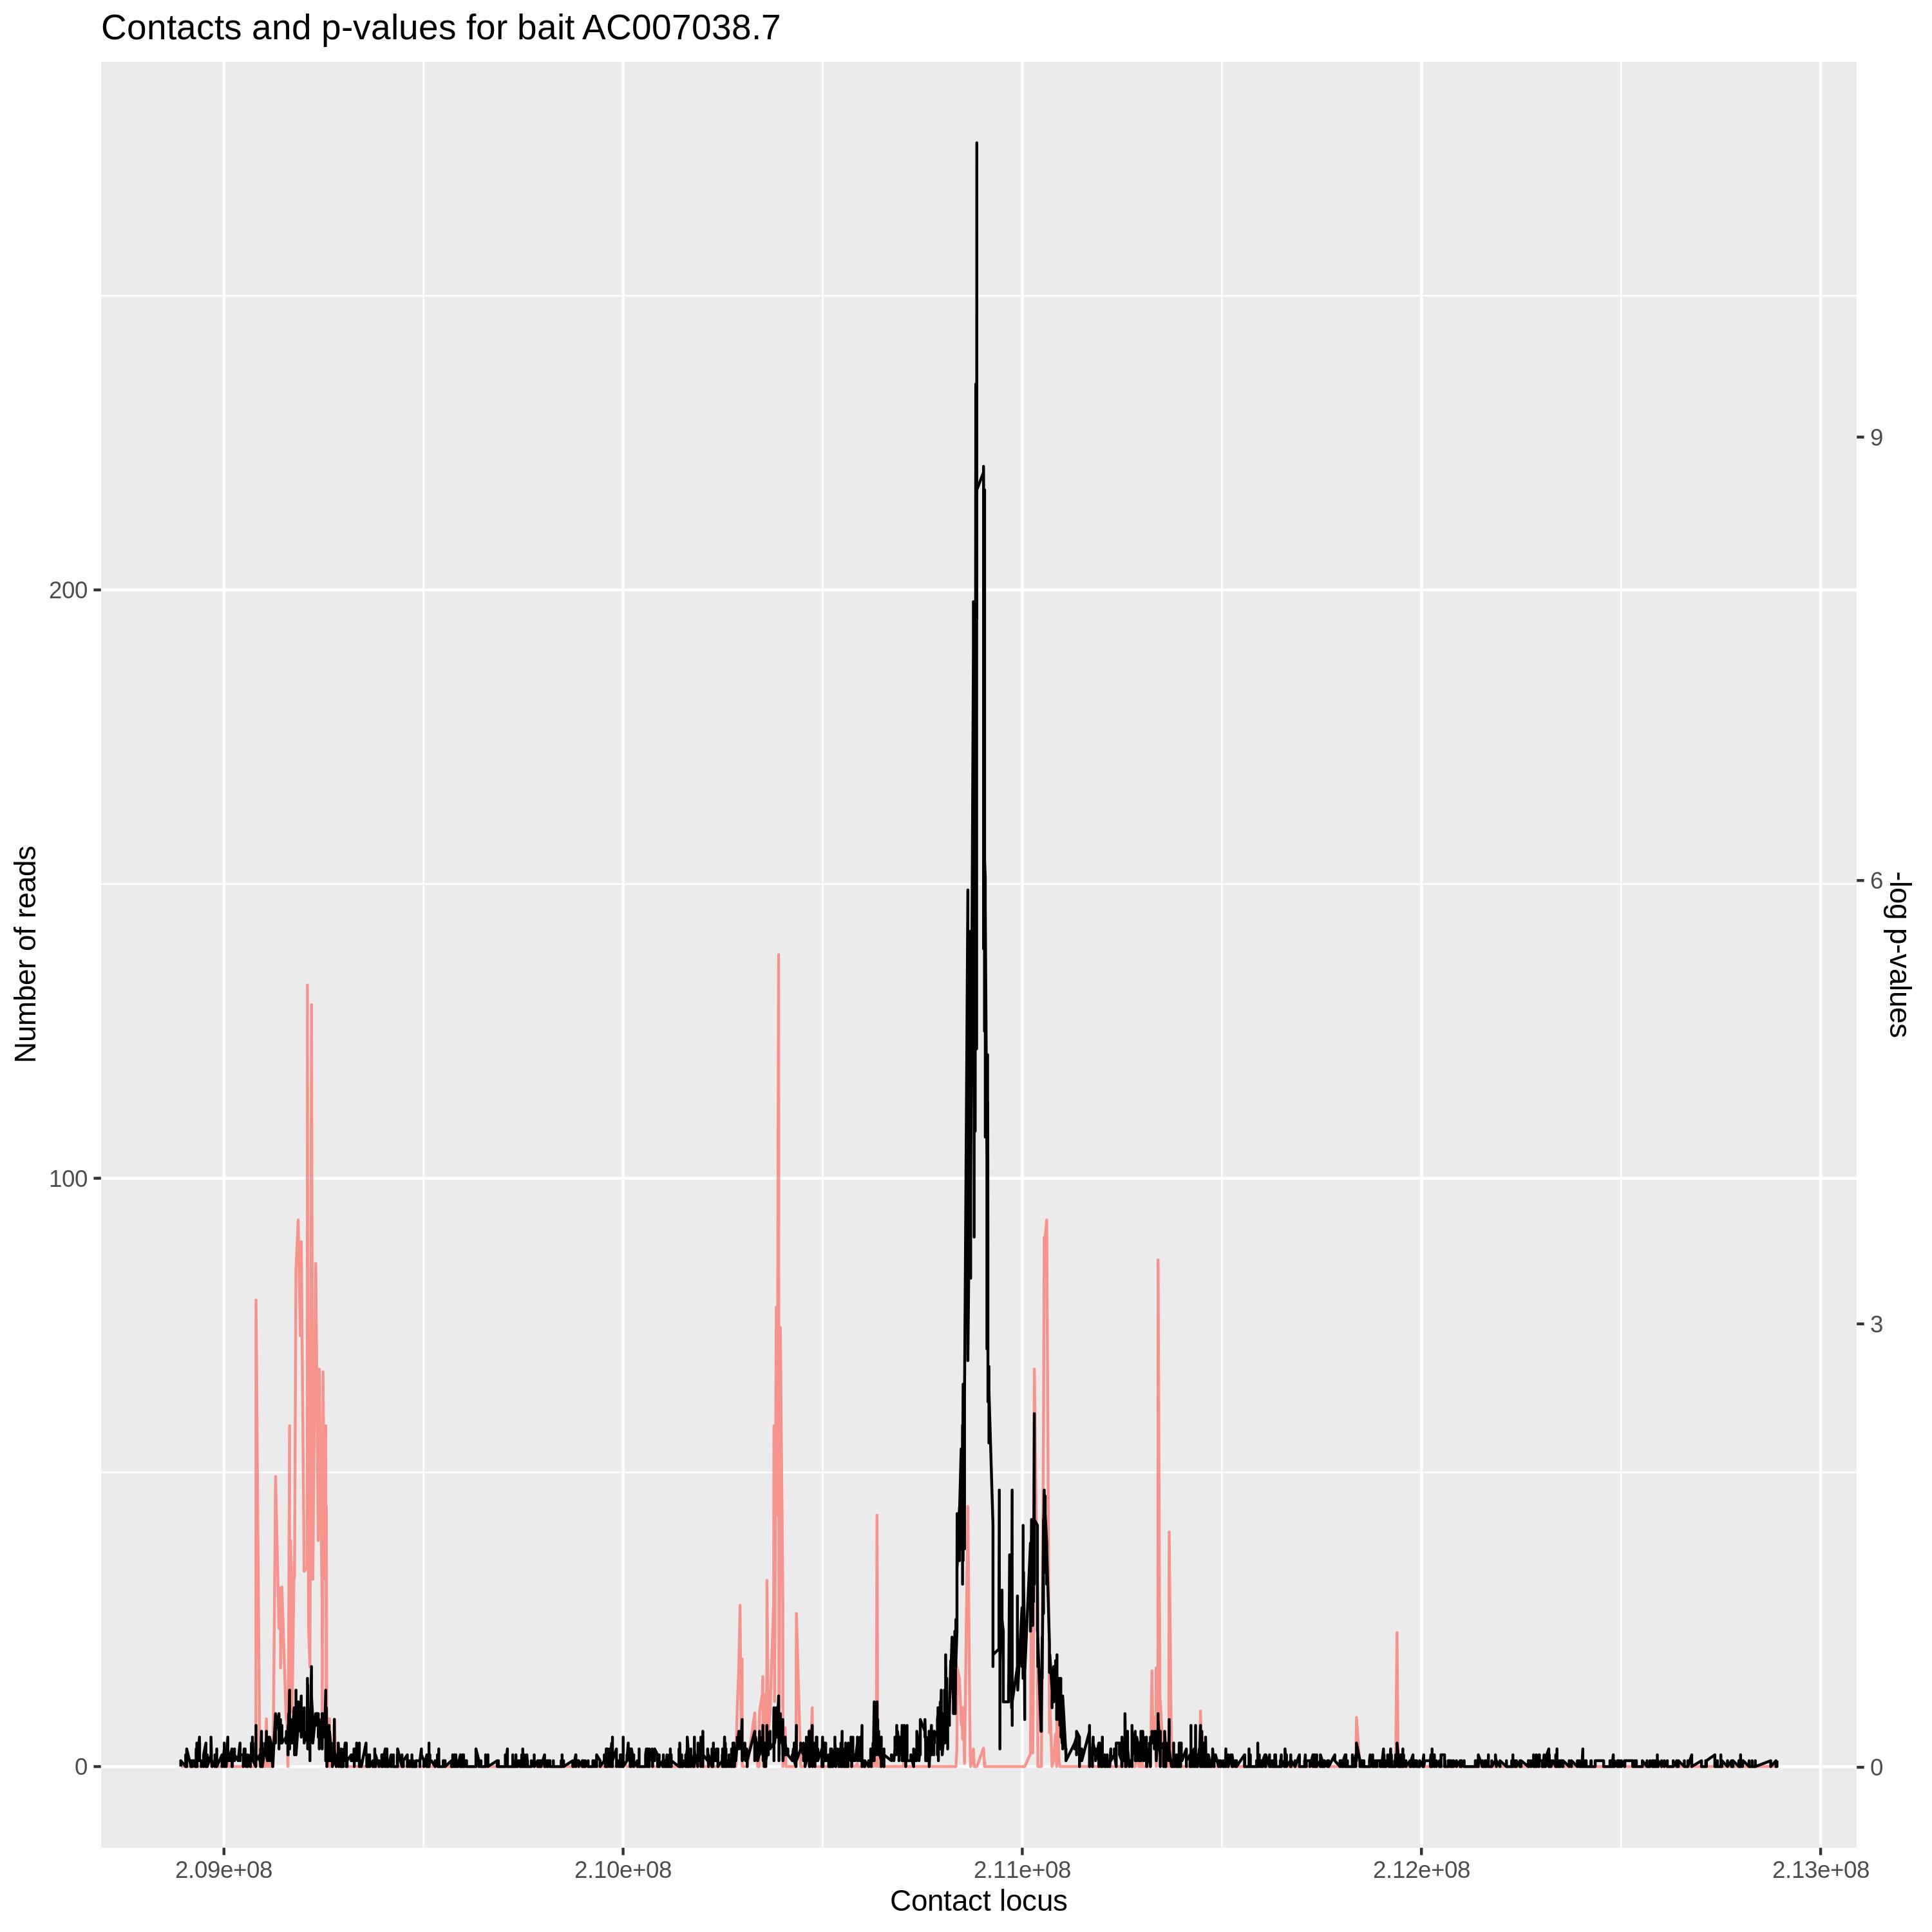 Contacts and p-values for bait AC007038.7
Number of reads
200
100
0
9
6
3
0
-log p-values
2.09e+08
2.10e+08
2.11e+08
2.12e+08
2.13e+08
Contact locus